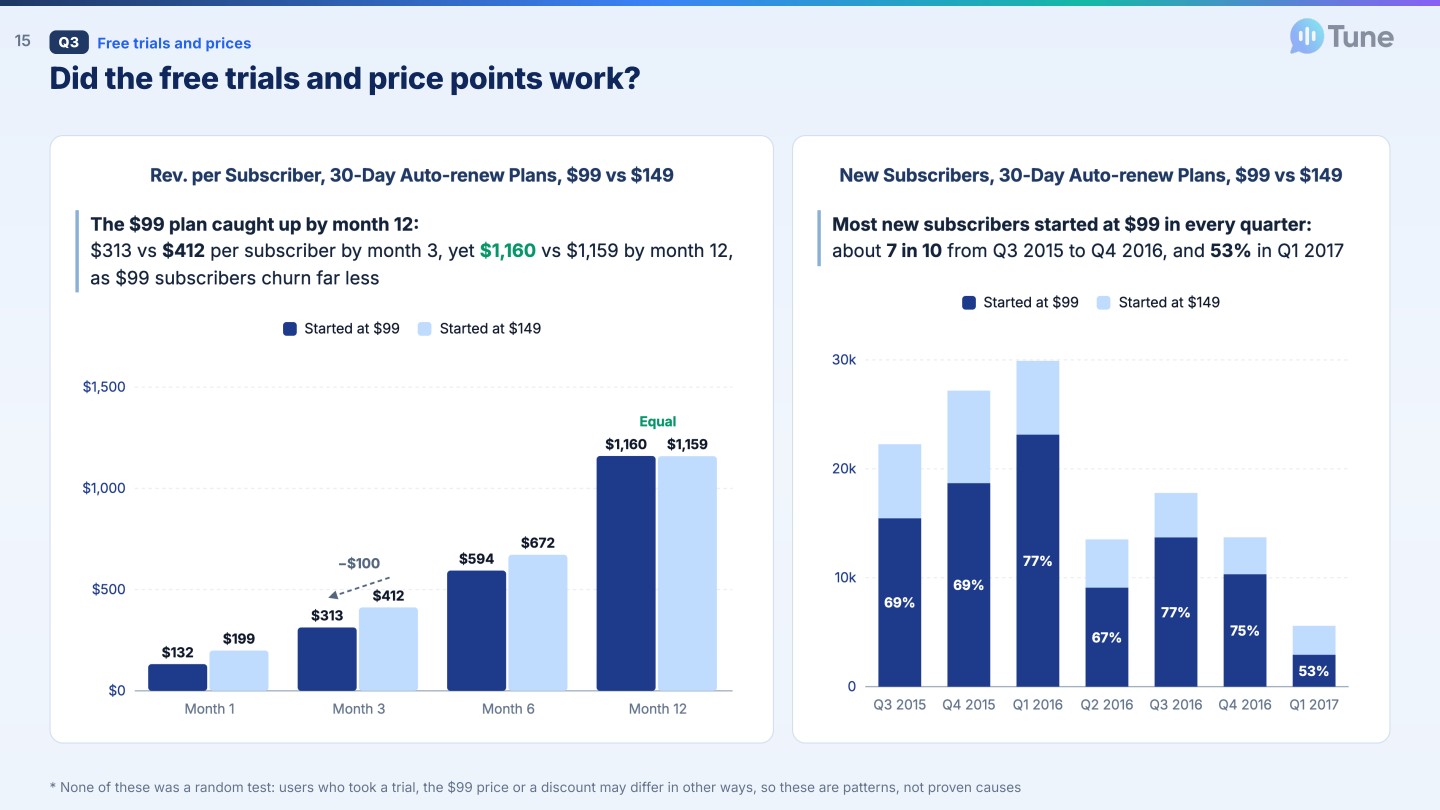 15
Q3
Free trials and prices
Tune
Did the free trials and price points work?
Rev. per Subscriber, 30-Day Auto-renew Plans, $99 vs $149
The $99 plan caught up by month 12:
$313 vs $412 per subscriber by month 3, yet $1,160 vs $1,159 by month 12,
as $99 subscribers churn far less
Started at $99
Started at $149
$1,500
$1,000
$500
$0
$132
$199
−$100
$313
$412
$594
$672
Equal
$1,160
$1,159
Month 1
Month 3
Month 6
Month 12
New Subscribers, 30-Day Auto-renew Plans, $99 vs $149
Most new subscribers started at $99 in every quarter:
about 7 in 10 from Q3 2015 to Q4 2016, and 53% in Q1 2017
Started at $99
Started at $149
30k
20k
10k
0
69%
69%
77%
67%
77%
75%
53%
Q3 2015
Q4 2015
Q1 2016
Q2 2016
Q3 2016
Q4 2016
Q1 2017
* None of these was a random test: users who took a trial, the $99 price or a discount may differ in other ways, so these are patterns, not proven causes